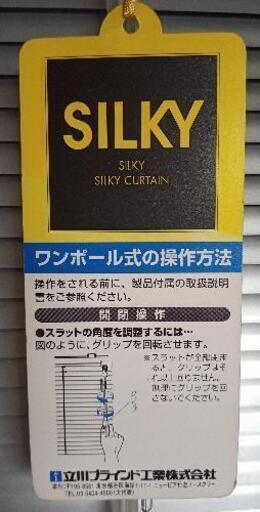 SILKY
SILKY
SILKY CURTAIN
ワンポール式の操作方法
操作をされる前に、製品付属の取扱説明
書をご参照ください。
開閉操作
●スラットの角度を調整するには…
図のように、グリップを回転させます。
※スラットが全閉
すると、グリップはそ
れ以上回りません。
無理にグリップを回
さないでください。
立川ブラインド工業株式会社